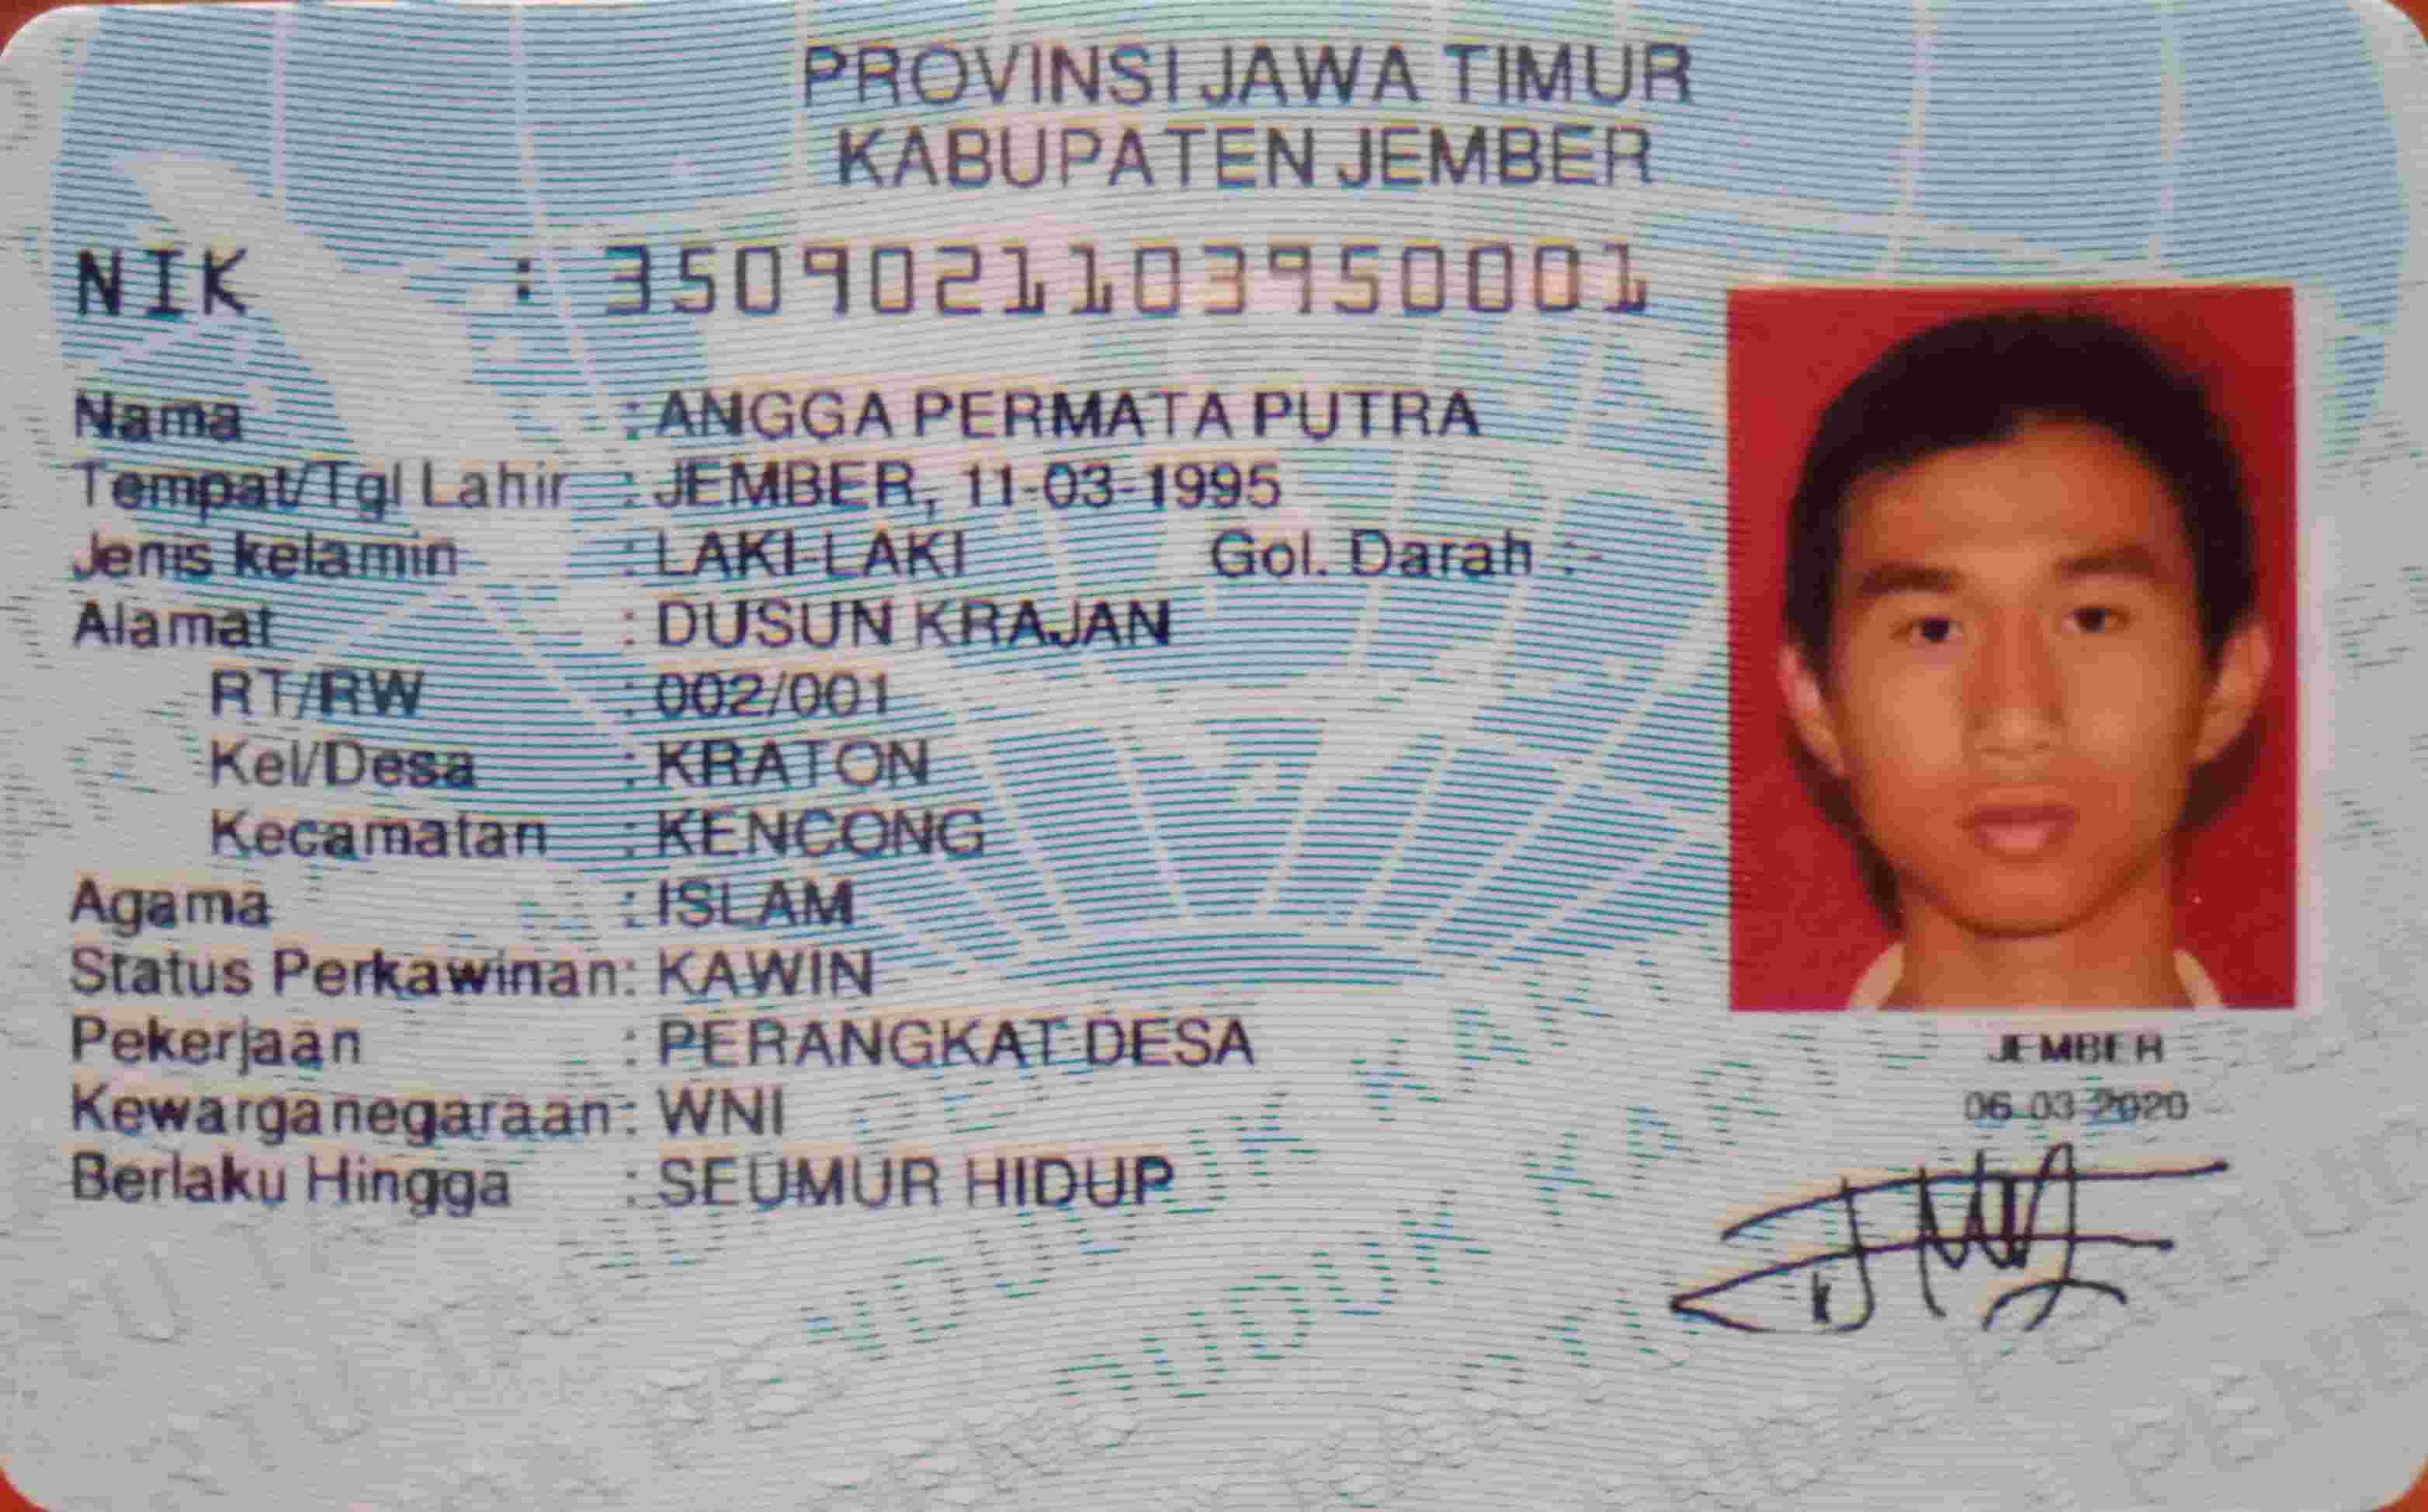 PROVINSI JAWA TIMUR
KABUPATEN JEMBER
NIK : 3509021103950001
Nama : ANGGA PERMATA PUTRA
Tempat/Tgl Lahir : JEMBER, 11-03-1995
Jenis kelamin : LAKI-LAKI Gol. Darah : -
Alamat : DUSUN KRAJAN
RT/RW : 002/001
Kel/Desa : KRATON
Kecamatan : KENCONG
Agama : ISLAM
Status Perkawinan: KAWIN
Pekerjaan : PERANGKAT DESA
Kewarganegaraan: WNI
Berlaku Hingga : SEUMUR HIDUP
JEMBER
06-03-2020